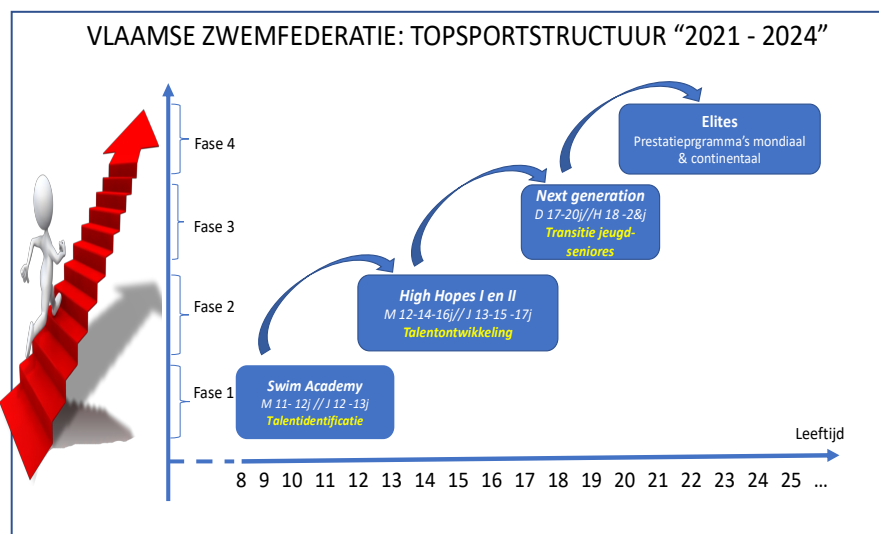 VLAAMSE ZWEMFEDERATIE: TOPSPORTSTRUCTUUR “2021 - 2024”
Fase 4
Elites
Prestatieprgramma’s mondiaal
& continentaal
Fase 3
Next generation
D 17-20j//H 18 -2&j
Transitie jeugd-
seniores
Fase 2
High Hopes I en II
M 12-14-16j// J 13-15 -17j
Talentontwikkeling
Fase 1
Swim Academy
M 11- 12j // J 12 -13j
Talentidentificatie
Leeftijd
8 9 10 11 12 13 14 15 16 17 18 19 20 21 22 23 24 25 …